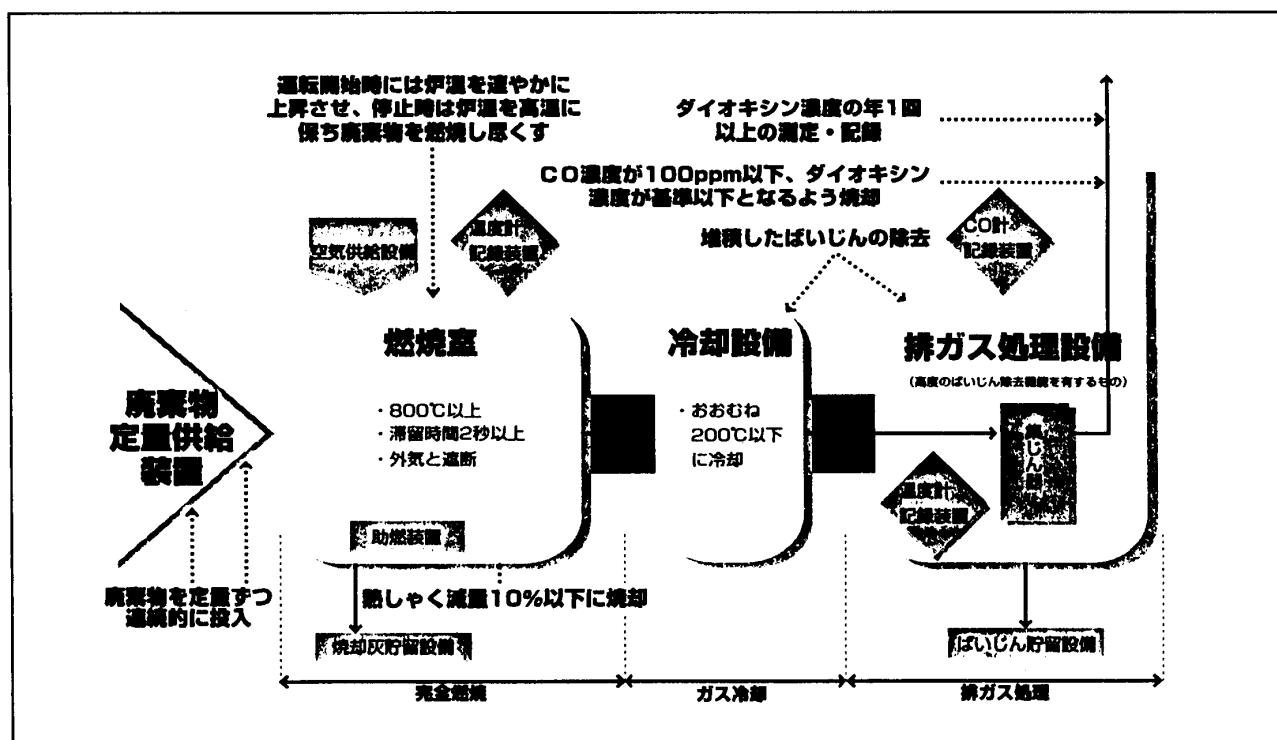 運転開始時には炉温を速やかに
上昇させ、停止時は炉温を高温に
保ち廃棄物を燃焼し尽くす
ダイオキシン濃度の年1回
以上の測定・記録
CO濃度が100ppm以下、ダイオキシン
濃度が基準以下となるよう焼却
空気供給設備
温度計・
記録装置
堆積したばいじんの除去
CO計・
記録装置
燃焼室
冷却設備
排ガス処理設備
(高度のばいじん除去機能を有するもの)
廃棄物
定量供給
装置
・800℃以上
・滞留時間2秒以上
・外気と遮断
・おおむね
200℃以下
に冷却
集じん器
温度計・
記録装置
助燃装置
廃棄物を定量ずつ
連続的に投入
熱しゃく減量10%以下に焼却
焼却灰貯留設備
ばいじん貯留設備
完全燃焼
ガス冷却
排ガス処理